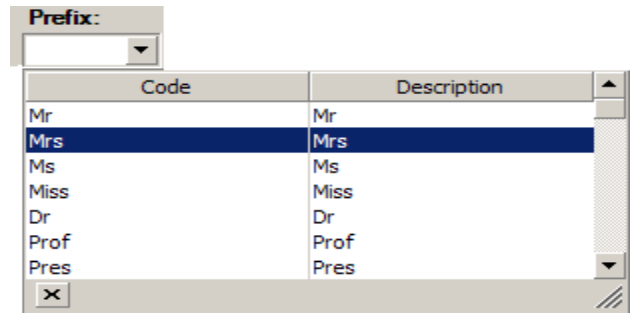 Prefix:
Code Description
Mr Mr
Mrs Mrs
Ms Ms
Miss Miss
Dr Dr
Prof Prof
Pres Pres